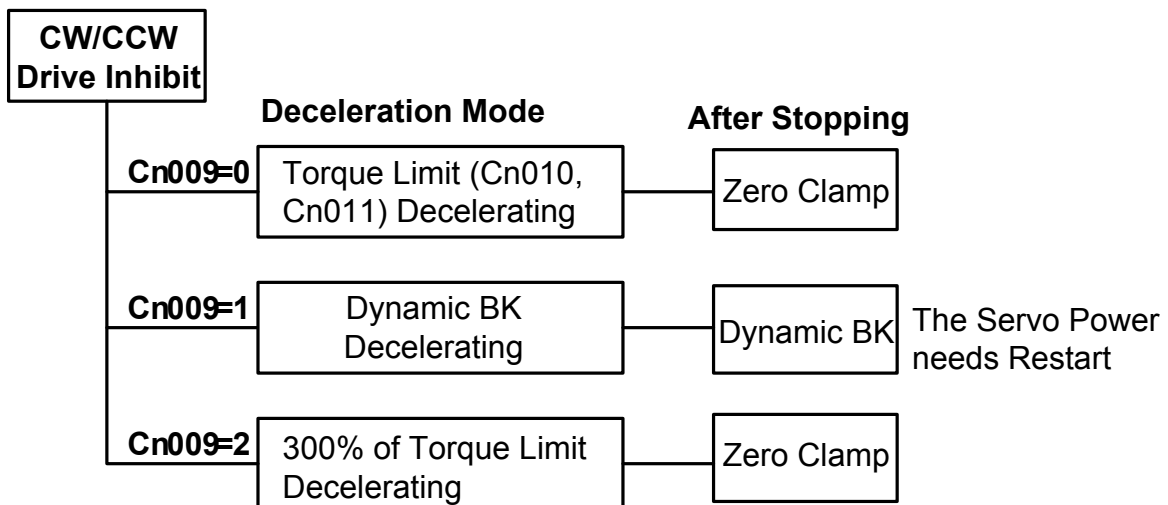 CW/CCW
Drive Inhibit
Deceleration Mode
After Stopping
Cn009=0
Torque Limit (Cn010,
Cn011) Decelerating
Zero Clamp
Cn009=1
Dynamic BK
Decelerating
Dynamic BK
The Servo Power
needs Restart
Cn009=2
300% of Torque Limit
Decelerating
Zero Clamp